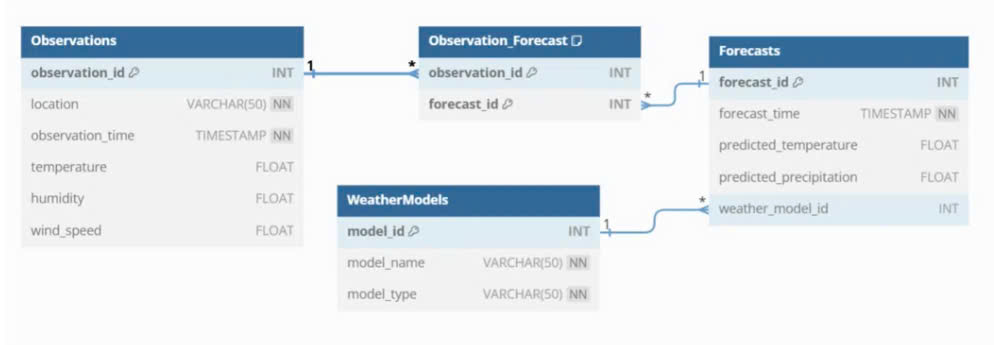 Observations
observation_id INT
location VARCHAR(50) NN
observation_time TIMESTAMP NN
temperature FLOAT
humidity FLOAT
wind_speed FLOAT
1 *
Observation_Forecast
observation_id INT
forecast_id INT
* 1
Forecasts
forecast_id INT
forecast_time TIMESTAMP NN
predicted_temperature FLOAT
predicted_precipitation FLOAT
weather_model_id INT
WeatherModels
model_id INT
model_name VARCHAR(50) NN
model_type VARCHAR(50) NN
1 *